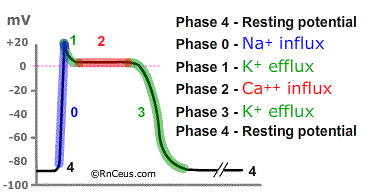 mV
+20
0
-20
-40
-60
-80
-100
1
2
0
3
4
4
©RnCeus.com
Phase 4 - Resting potential
Phase 0 - Na+ influx
Phase 1 - K+ efflux
Phase 2 - Ca++ influx
Phase 3 - K+ efflux
Phase 4 - Resting potential